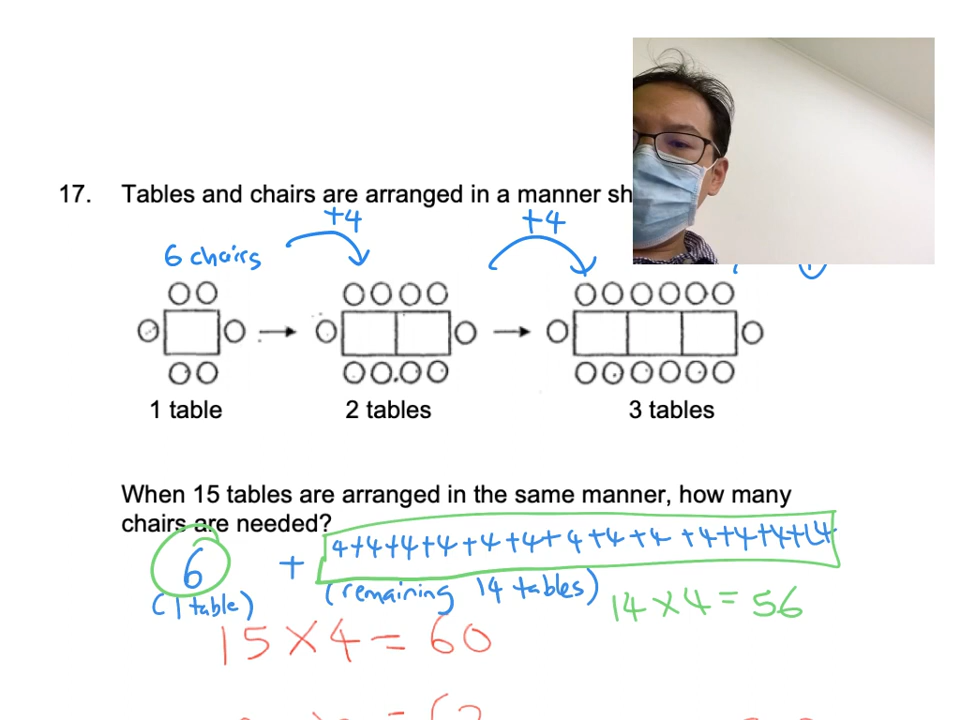 17. Tables and chairs are arranged in a manner sh
+4 +4
6 chairs
1 table 2 tables 3 tables
When 15 tables are arranged in the same manner, how many
chairs are needed?
6 + 4+4+4+4+4+4+4+4+4+4+4+4+4
(1 table) (remaining 14 tables) 14 x 4 = 56
15 x 4 = 60